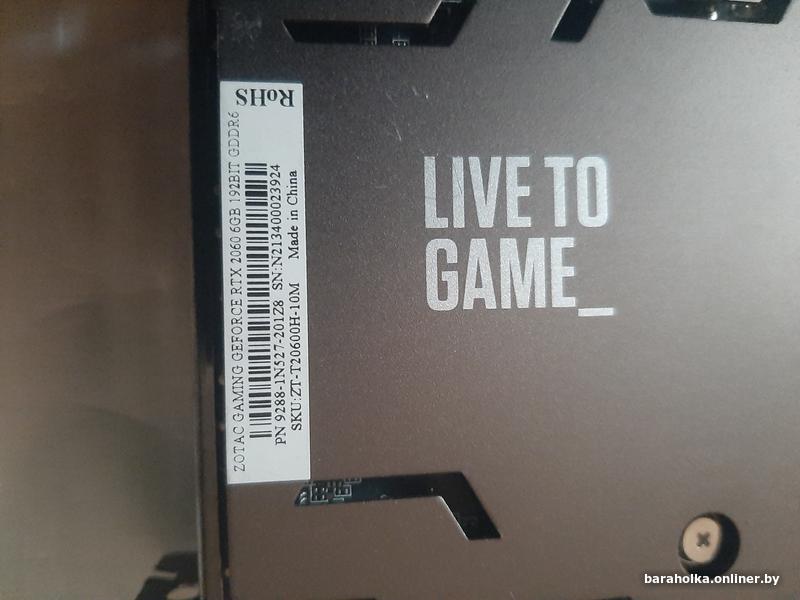 RoHS
ZOTAC GAMING GEFORCE RTX 2060 6GB 192BIT GDDR6
PN 9288-1N527-201Z8 SN:N213400023924
SKU:ZT-T20600H-10M Made in China
LIVE TO
GAME_
baraholka.onliner.by